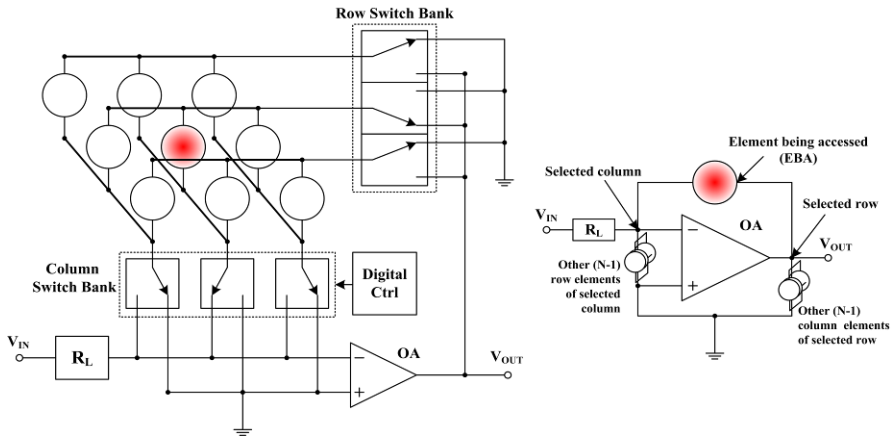 Row Switch Bank
Column
Switch Bank
Digital
Ctrl
V_IN
R_L
−
+
OA
V_OUT
Element being accessed
(EBA)
Selected column
Selected row
V_IN
R_L
−
+
OA
V_OUT
Other (N-1)
row elements
of selected
column
Other (N-1)
column elements
of selected row